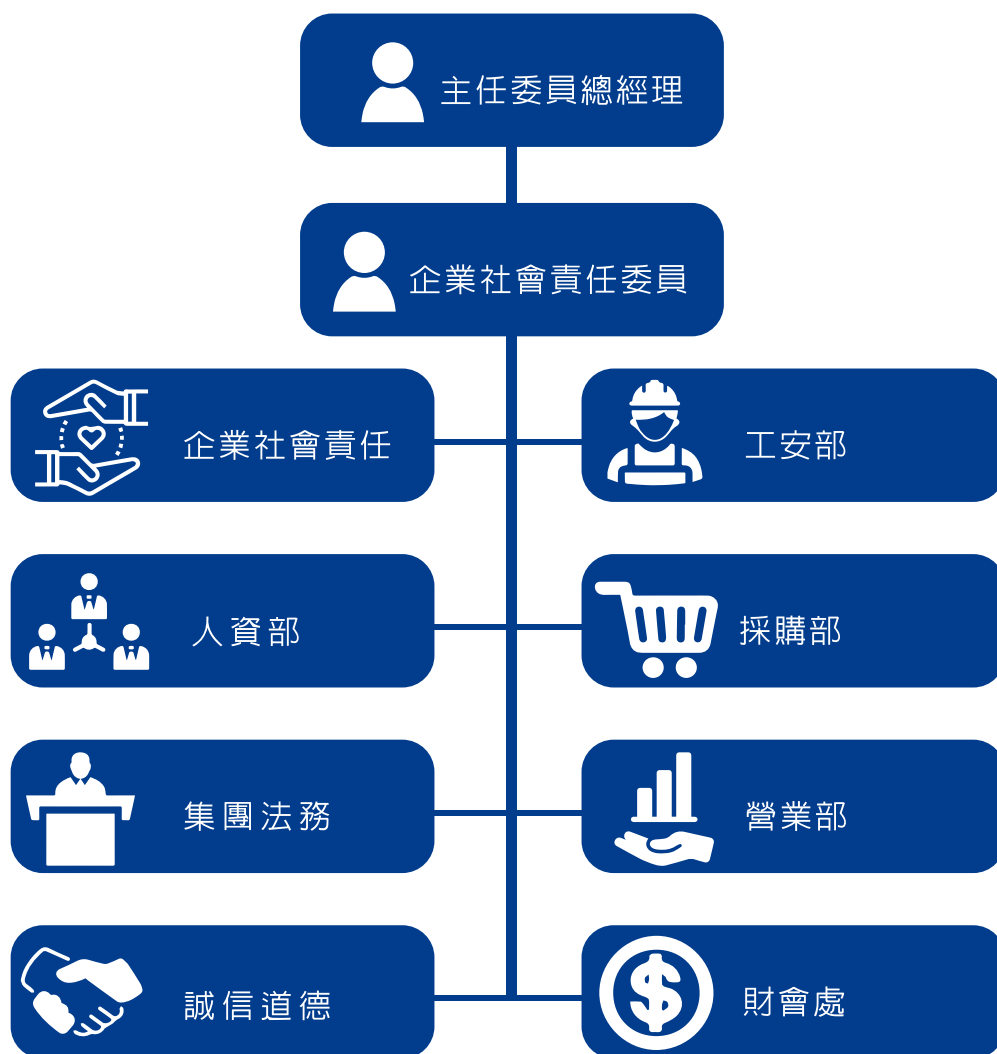 主任委員總經理
企業社會責任委員
企業社會責任
工安部
人資部
採購部
集團法務
營業部
誠信道德
財會處